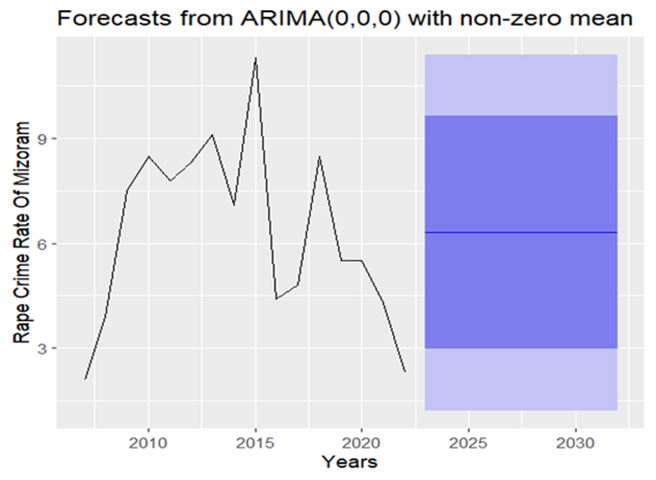 Forecasts from ARIMA(0,0,0) with non-zero mean
Rape Crime Rate Of Mizoram
9
6
3
2010 2015 2020 2025 2030
Years